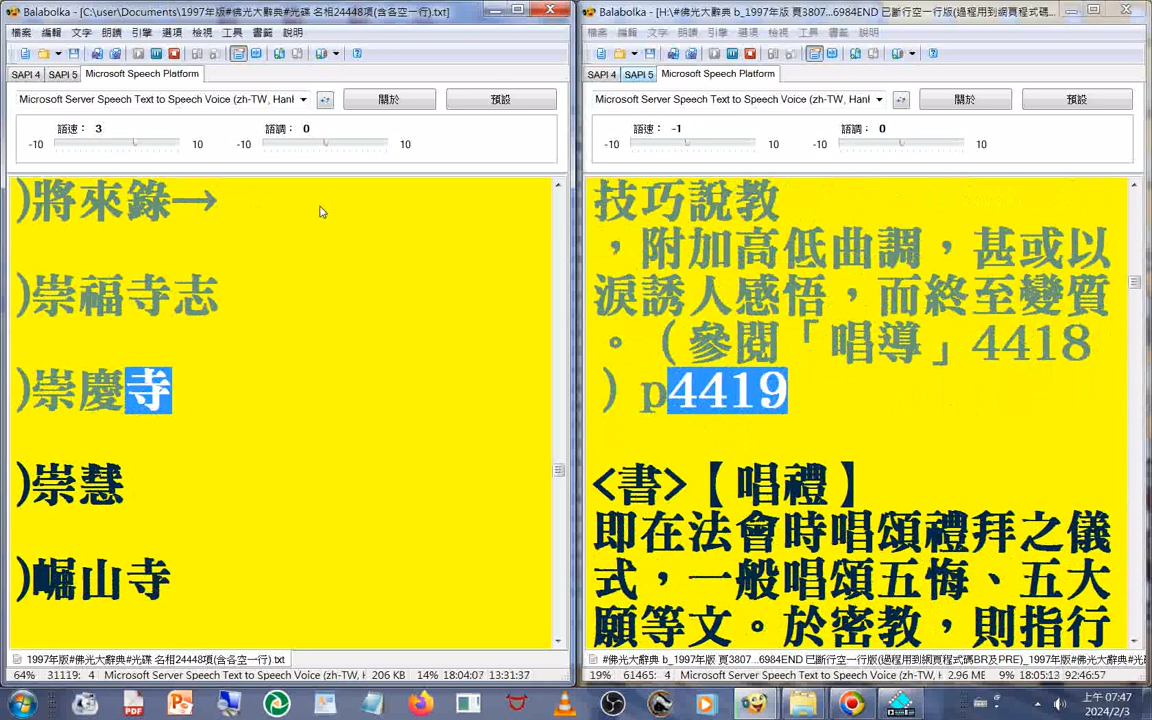 Balabolka - [C:\user\Documents\1997年版#佛光大辭典#光碟 名相24448項(含各空一行).txt]
檔案 編輯 文字 朗讀 引擎 選項 檢視 工具 書籤 說明
SAPI 4 SAPI 5 Microsoft Speech Platform
Microsoft Server Speech Text to Speech Voice (zh-TW, Hanl
關於
預設
語速： 3
語調： 0
-10 10 -10 10
)將來錄→
)崇福寺志
)崇慶寺
)崇慧
)崛山寺
1997年版#佛光大辭典#光碟 名相24448項(含各空一行).txt
64% 31119: 4 Microsoft Server Speech Text to Speech Voice (zh-TW, H 206 KB 14% 18:04:07 13:31:37
Balabolka - [H:\#佛光大辭典 b_1997年版 頁3807...6984END 已斷行空一行版(過程用到網頁程式碼...
檔案 編輯 文字 朗讀 引擎 選項 檢視 工具 書籤 說明
SAPI 4 SAPI 5 Microsoft Speech Platform
Microsoft Server Speech Text to Speech Voice (zh-TW, Hanl
關於
預設
語速： -1
語調： 0
-10 10 -10 10
技巧說教
，附加高低曲調，甚或以
淚誘人感悟，而終至變質
。（參閱「唱導」4418
）p4419
<書>【唱禮】
即在法會時唱頌禮拜之儀
式，一般唱頌五悔、五大
願等文。於密教，則指行
#佛光大辭典 b_1997年版 頁3807...6984END 已斷行空一行版(過程用到網頁程式碼BR及PRE)_1997年版#光
19% 61465: 4 Microsoft Server Speech Text to Speech Voice (zh-TW, H 2.96 ME 9% 18:05:13 92:46:57
上午 07:47
2024/2/3